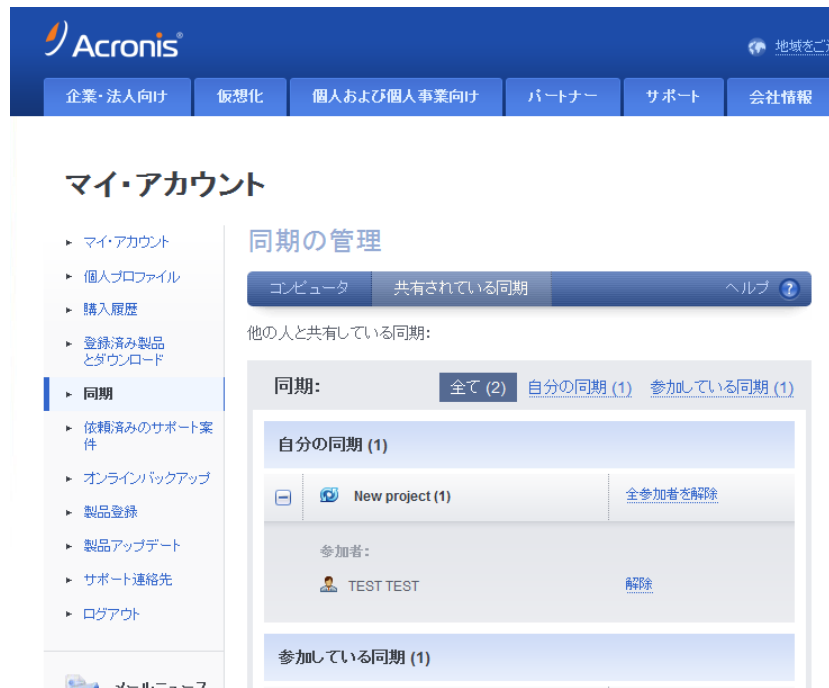 Acronis
地域をご
企業・法人向け 仮想化 個人および個人事業向け パートナー サポート 会社情報
マイ・アカウント
マイ・アカウント
個人プロファイル
購入履歴
登録済み製品
とダウンロード
同期
依頼済みのサポート案
件
オンラインバックアップ
製品登録
製品アップデート
サポート連絡先
ログアウト
メールニュース
同期の管理
コンピュータ 共有されている同期 ヘルプ ?
他の人と共有している同期:
同期: 全て (2) 自分の同期 (1) 参加している同期 (1)
自分の同期 (1)
New project (1) 全参加者を解除
参加者:
TEST TEST 解除
参加している同期 (1)